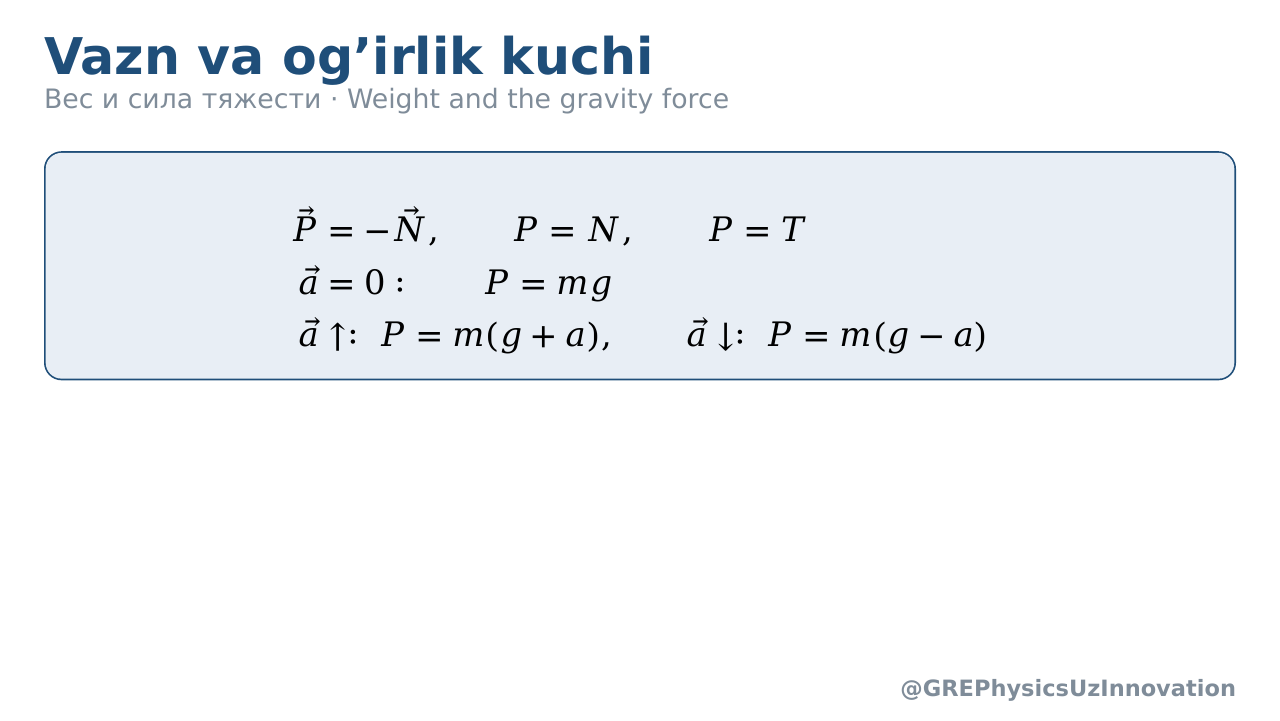 Vazn va og’irlik kuchi
Вес и сила тяжести · Weight and the gravity force
P⃗ = −N⃗, P = N, P = T
a⃗ = 0 : P = mg
a⃗ ↑: P = m(g + a), a⃗ ↓: P = m(g − a)
@GREPhysicsUzInnovation